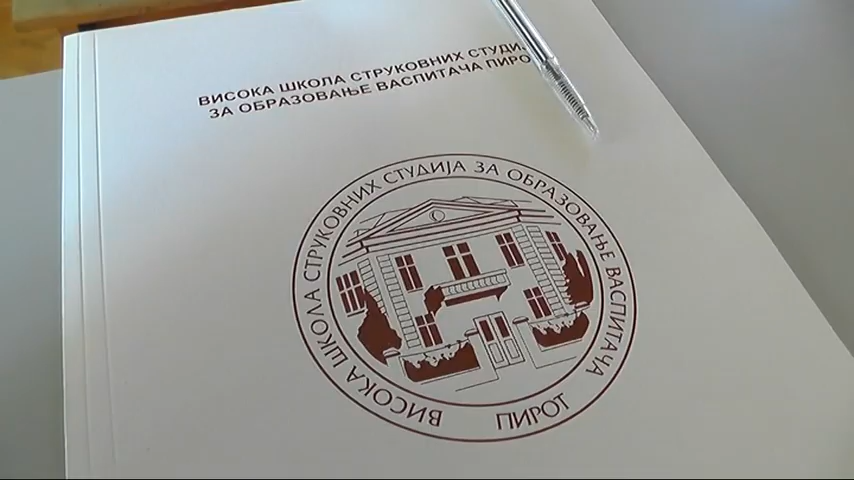 ВИСОКА ШКОЛА СТРУКОВНИХ
ЗА ОБРАЗОВАЊЕ ВАСПИТАЧА
ВИСОКА ШКОЛА СТРУКОВНИХ СТУДИЈА ЗА ОБРАЗОВАЊЕ ВАСПИТАЧА
ПИРОТ